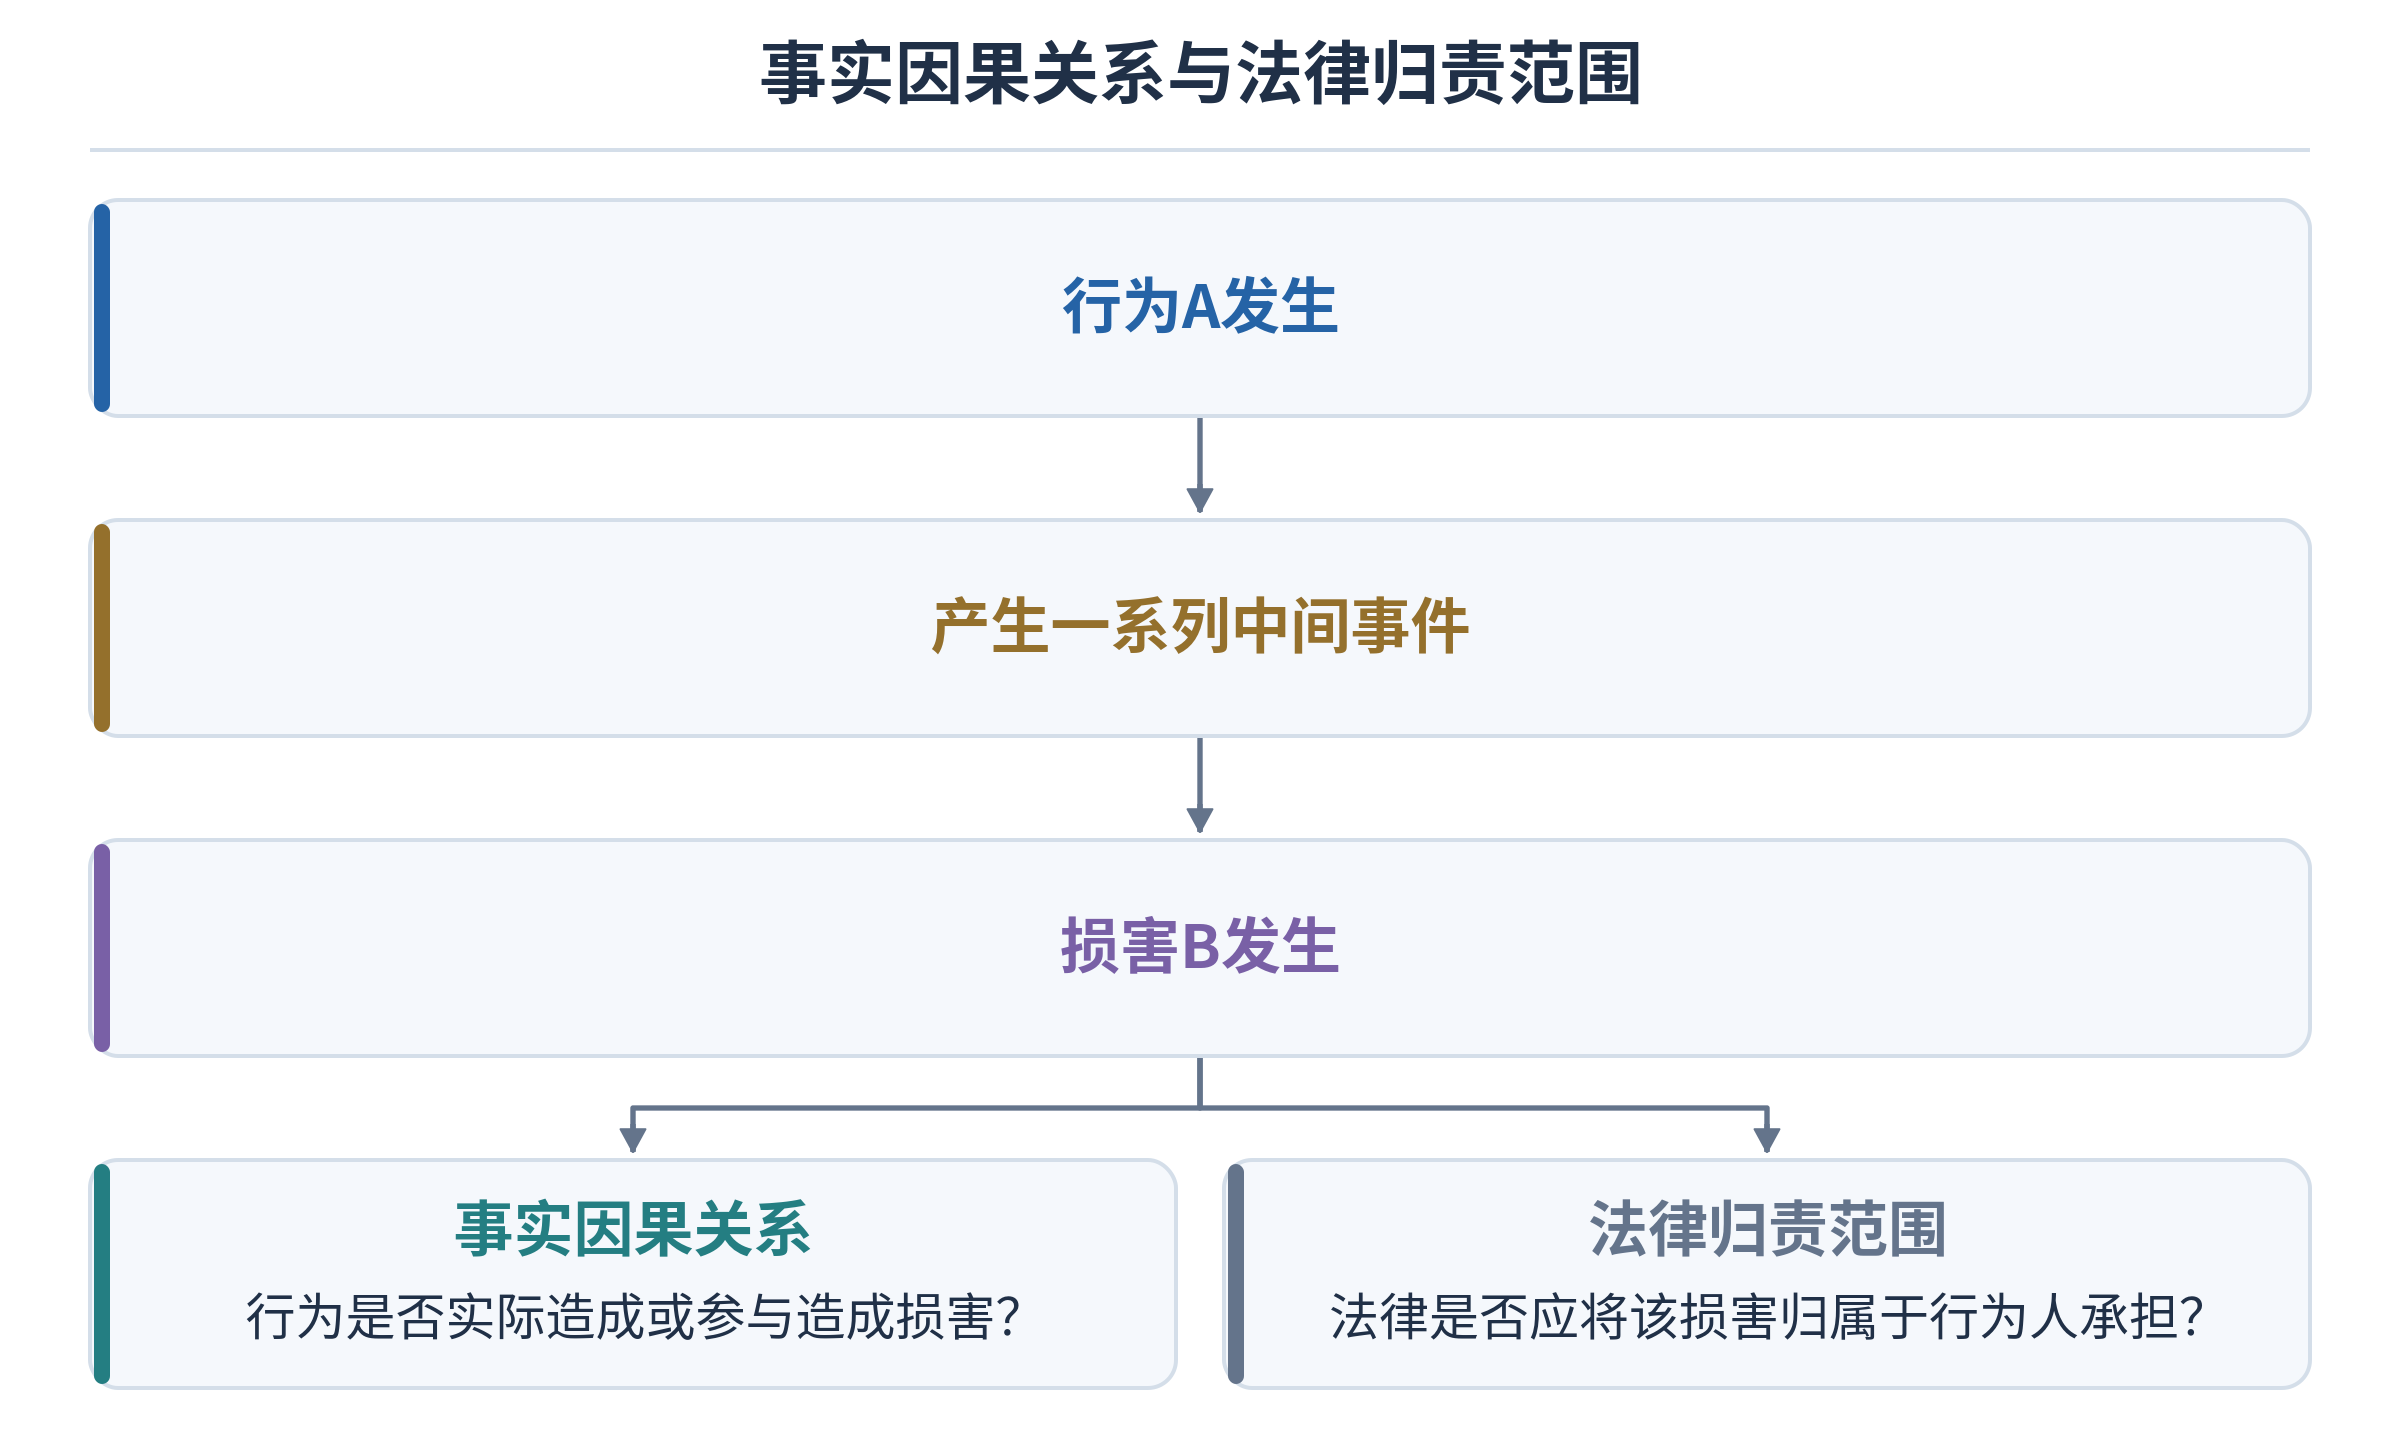 事实因果关系与法律归责范围
行为A发生
产生一系列中间事件
损害B发生
事实因果关系
行为是否实际造成或参与造成损害？
法律归责范围
法律是否应将该损害归属于行为人承担？